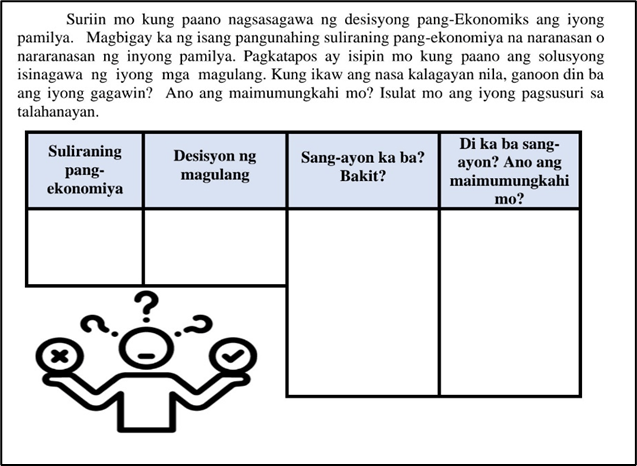 Suriin mo kung paano nagsasagawa ng desisyong pang-Ekonomiks ang iyong
pamilya. Magbigay ka ng isang pangunahing suliraning pang-ekonomiya na naranasan o
nararanasan ng inyong pamilya. Pagkatapos ay isipin mo kung paano ang solusyong
isinagawa ng iyong mga magulang. Kung ikaw ang nasa kalagayan nila, ganoon din ba
ang iyong gagawin? Ano ang maimumungkahi mo? Isulat mo ang iyong pagsusuri sa
talahanayan.
Suliraning
pang-
ekonomiya
Desisyon ng
magulang
Sang-ayon ka ba?
Bakit?
Di ka ba sang-
ayon? Ano ang
maimumungkahi
mo?